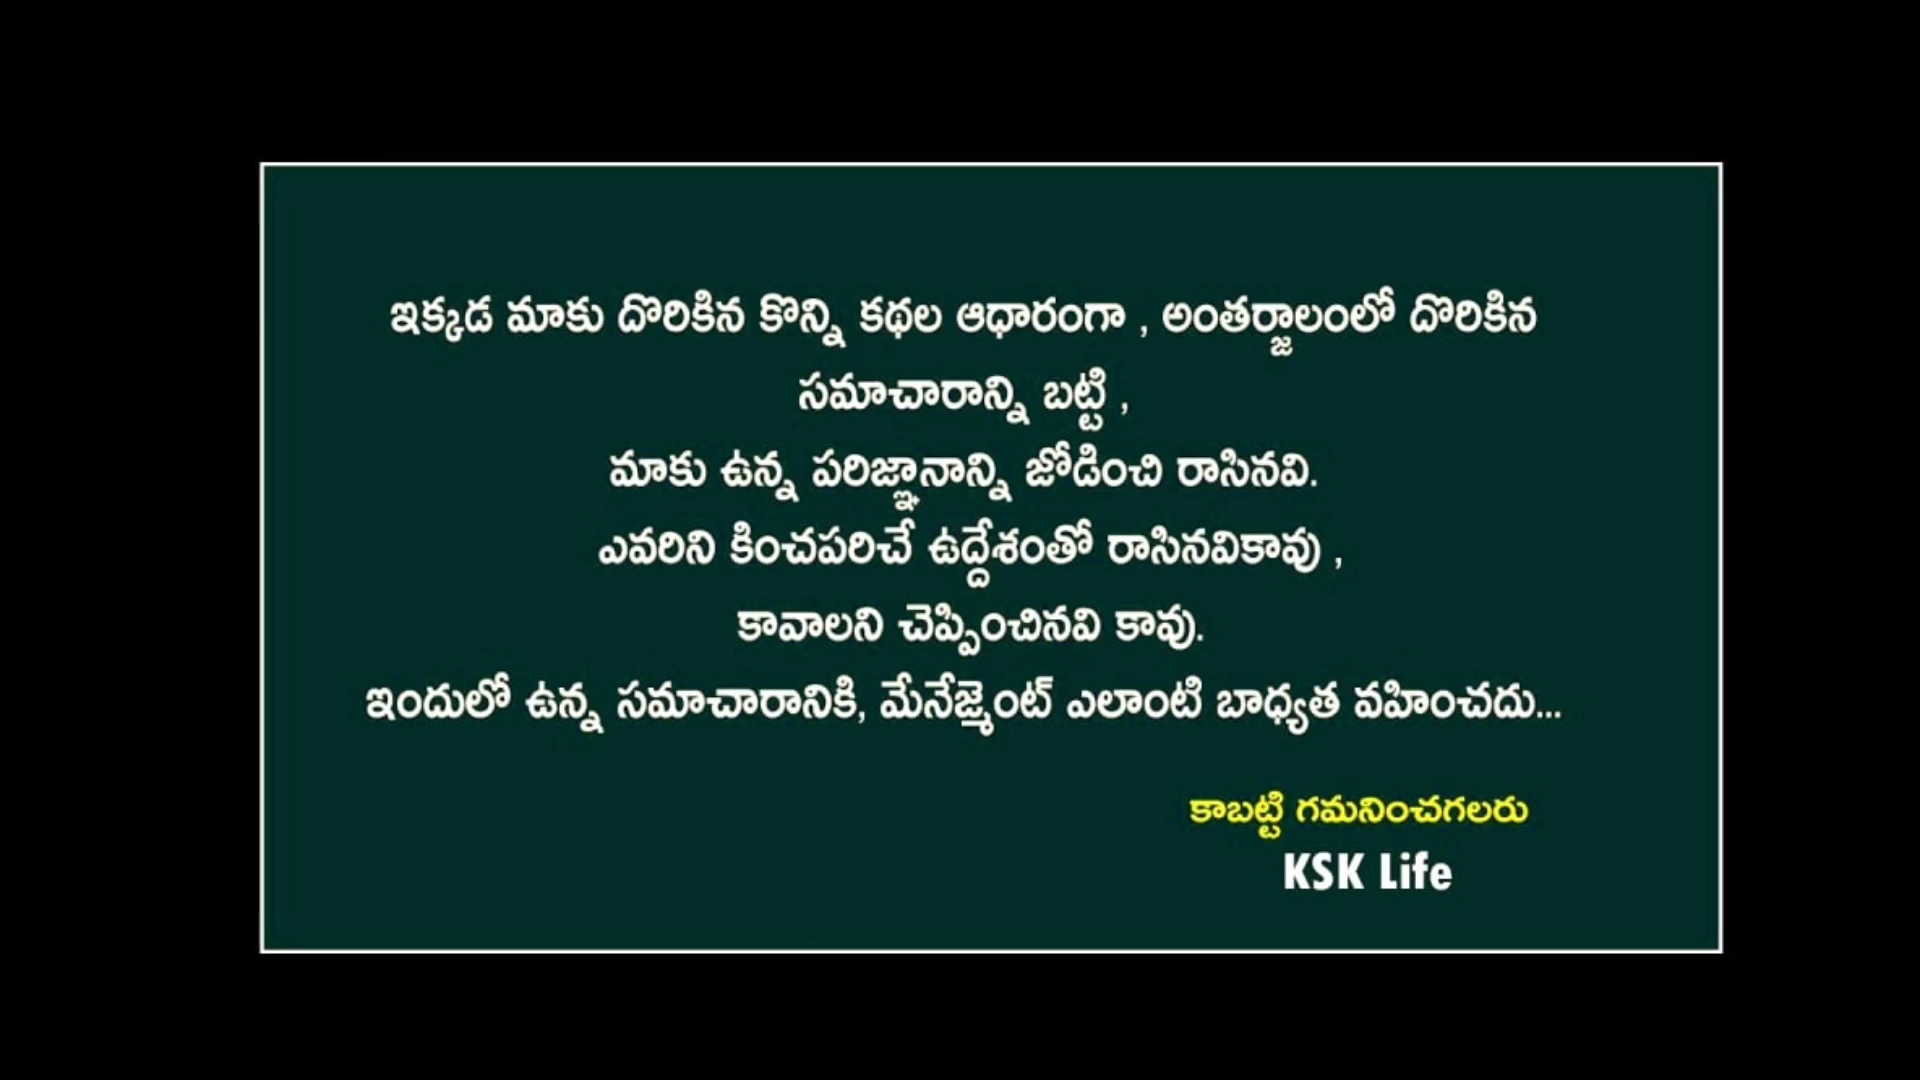 ఇక్కడ మాకు దొరికిన కొన్ని కథల ఆధారంగా , అంతర్జాలంలో దొరికిన
సమాచారాన్ని బట్టి ,
మాకు ఉన్న పరిజ్ఞానాన్ని జోడించి రాసినవి.
ఎవరిని కించపరిచే ఉద్దేశంతో రాసినవికావు ,
కావాలని చెప్పించినవి కావు.
ఇందులో ఉన్న సమాచారానికి, మేనేజ్మెంట్ ఎలాంటి బాధ్యత వహించదు...
కాబట్టి గమనించగలరు
KSK Life